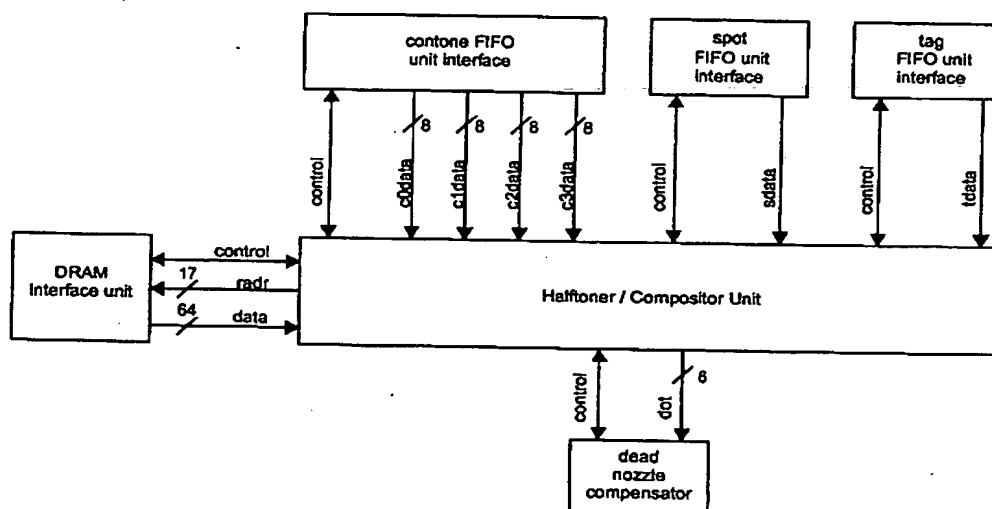 contone FIFO
unit interface
spot
FIFO unit
interface
tag
FIFO unit
interface
8
8
8
8
control
c0data
c1data
c2data
c3data
control
sdata
control
tdata
DRAM
Interface unit
control
17
radr
64
data
Halftoner / Compositor Unit
control
dot
6
dead
nozzle
compensator